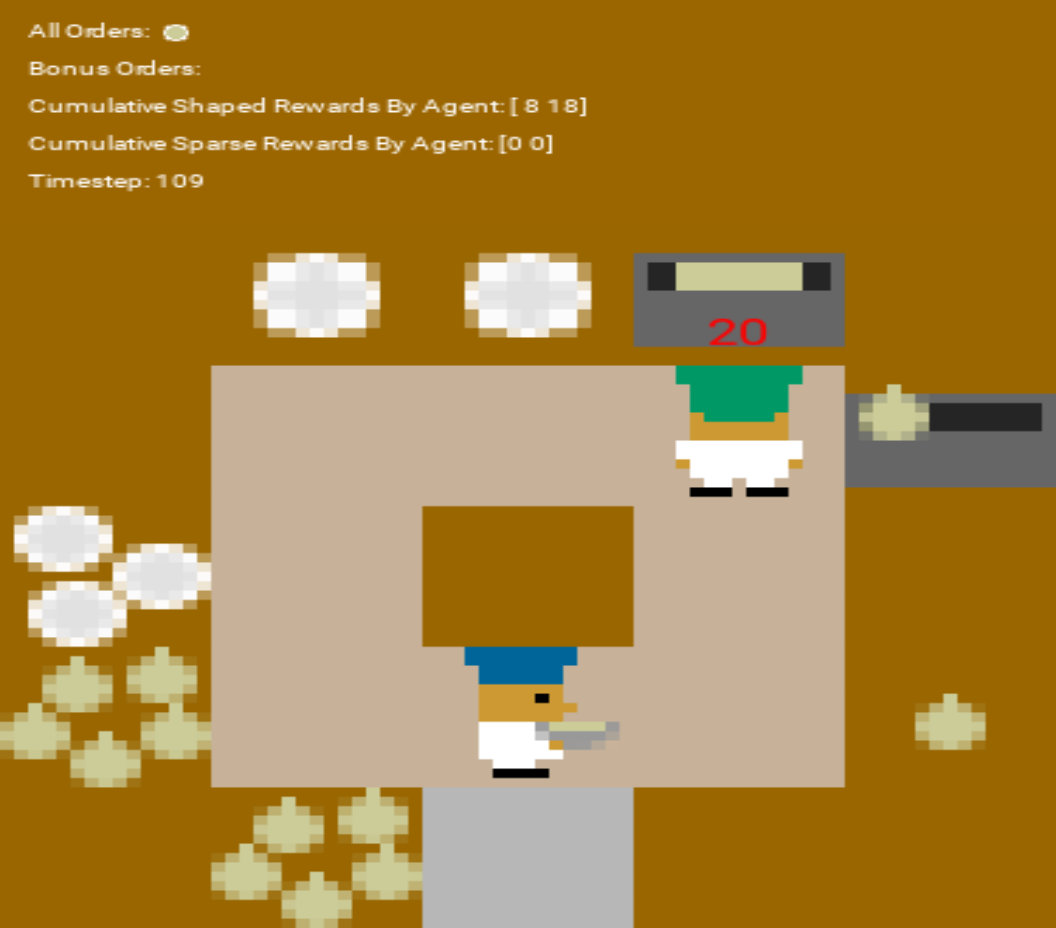 All Orders:
Bonus Orders:
Cumulative Shaped Rewards By Agent: [ 8 18]
Cumulative Sparse Rewards By Agent: [0 0]
Timestep: 109
20